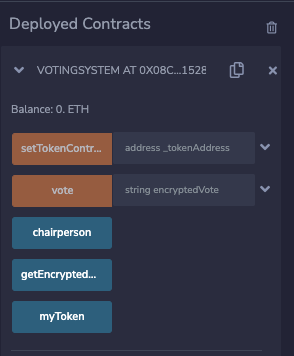 Deployed Contracts
VOTINGSYSTEM AT 0X08C...1528
Balance: 0. ETH
setTokenContr... address _tokenAddress
vote string encryptedVote
chairperson
getEncrypted...
myToken